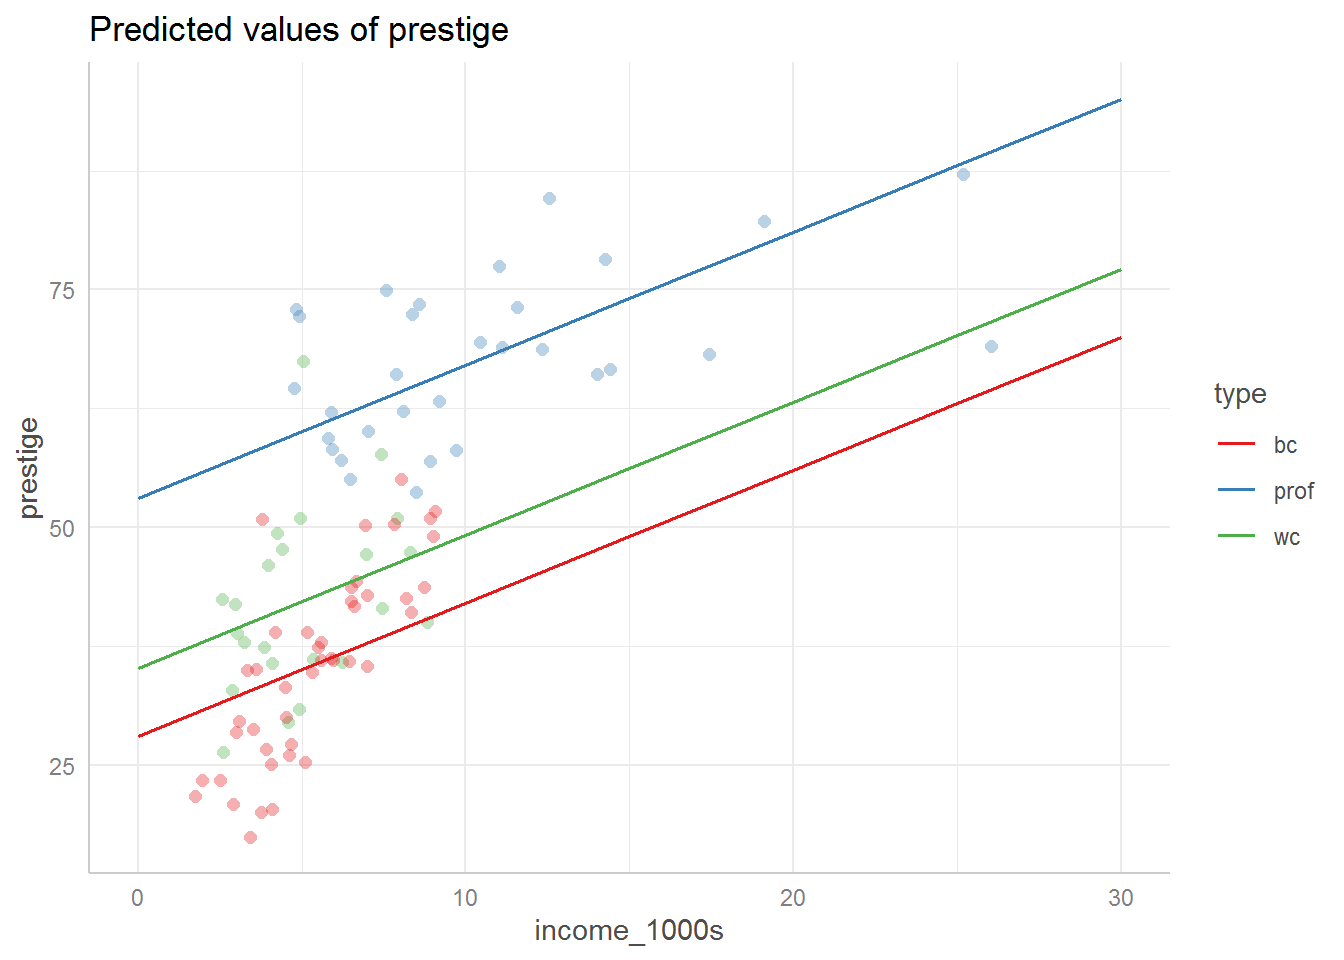 Predicted values of prestige
prestige
75
50
25
0
10
20
30
income_1000s
type
bc
prof
wc